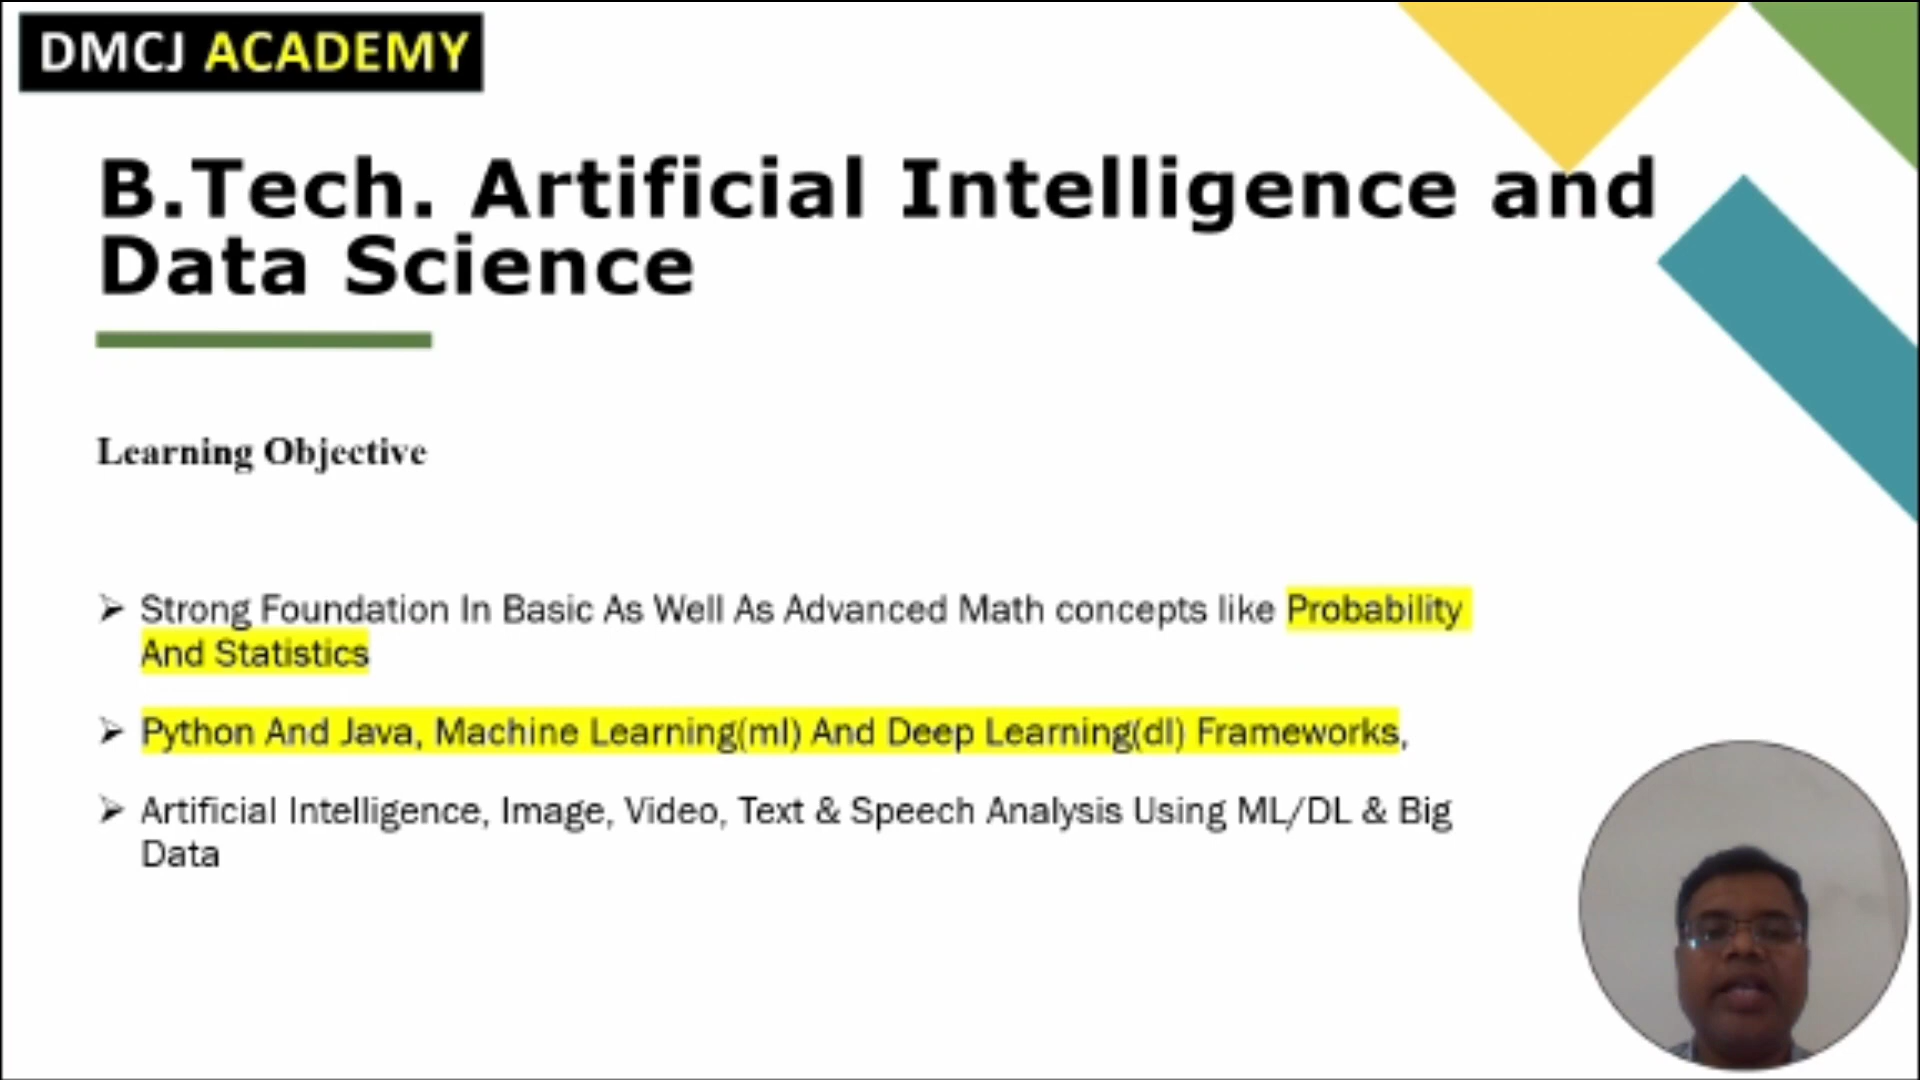 DMCJ ACADEMY
B.Tech. Artificial Intelligence and
Data Science
Learning Objective
➢ Strong Foundation In Basic As Well As Advanced Math concepts like Probability
And Statistics
➢ Python And Java, Machine Learning(ml) And Deep Learning(dl) Frameworks,
➢ Artificial Intelligence, Image, Video, Text & Speech Analysis Using ML/DL & Big
Data